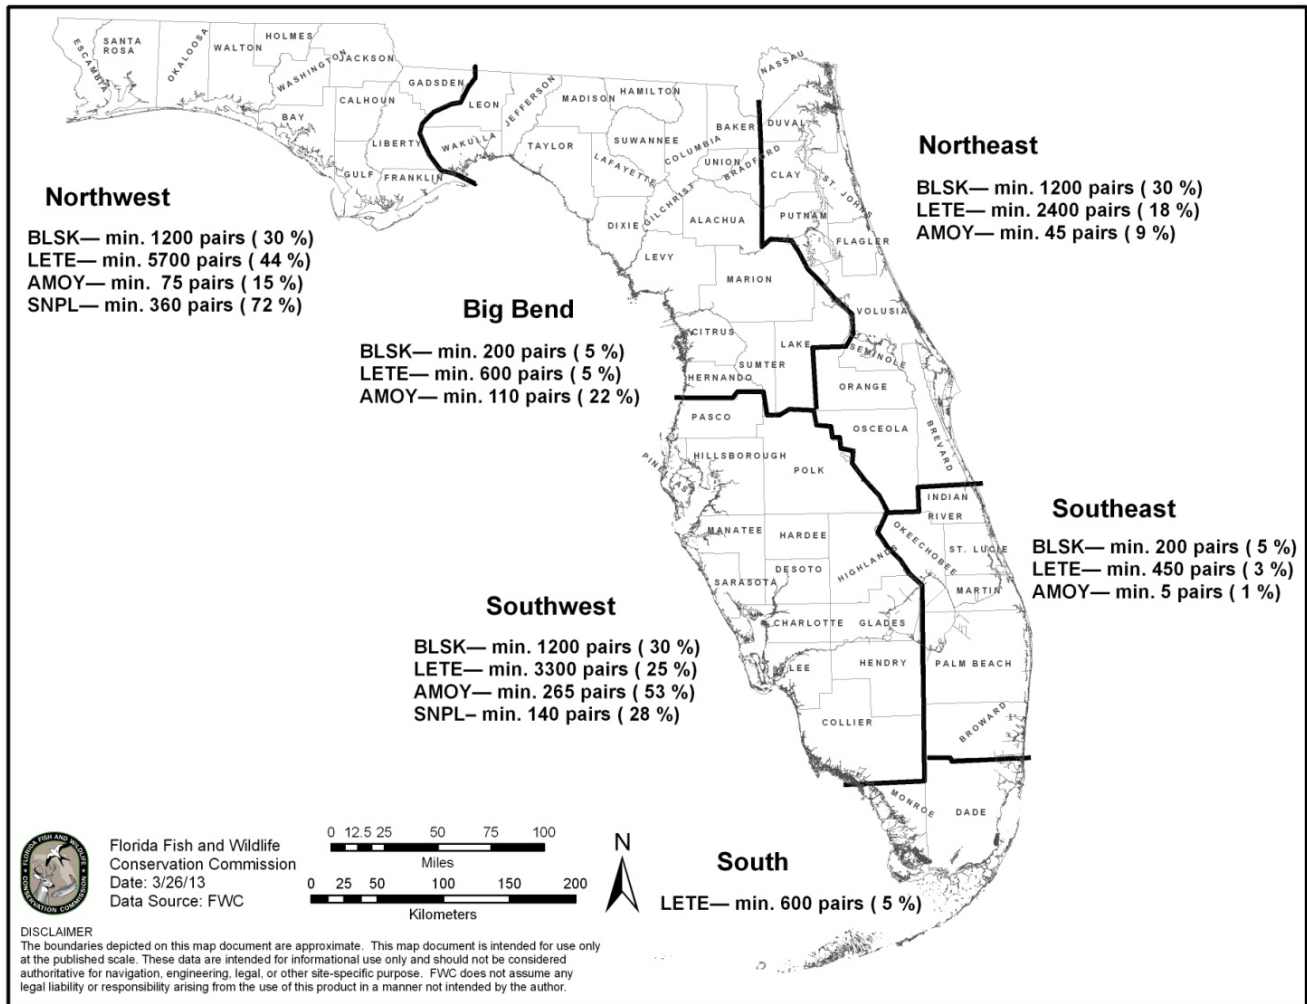 ESCAMBIA
SANTA
ROSA
OKALOOSA
WALTON
HOLMES
WASHINGTON
JACKSON
BAY
CALHOUN
GULF
LIBERTY
FRANKLIN
GADSDEN
LEON
WAKULLA
JEFFERSON
MADISON
TAYLOR
HAMILTON
SUWANNEE
LAFAYETTE
DIXIE
COLUMBIA
GILCHRIST
UNION
BRADFORD
BAKER
ALACHUA
LEVY
MARION
NASSAU
DUVAL
CLAY
ST. JOHNS
PUTNAM
FLAGLER
VOLUSIA
CITRUS
SUMTER
LAKE
HERNANDO
SEMINOLE
ORANGE
OSCEOLA
BREVARD
PASCO
HILLSBOROUGH
PINELLAS
POLK
MANATEE
HARDEE
SARASOTA
DESOTO
HIGHLANDS
INDIAN
RIVER
OKEECHOBEE
ST. LUCIE
MARTIN
CHARLOTTE
GLADES
LEE
HENDRY
PALM BEACH
COLLIER
BROWARD
MONROE
DADE
Northwest
BLSK— min. 1200 pairs ( 30 %)
LETE— min. 5700 pairs ( 44 %)
AMOY— min.  75 pairs ( 15 %)
SNPL— min. 360 pairs ( 72 %)
Big Bend
BLSK— min. 200 pairs ( 5 %)
LETE— min. 600 pairs ( 5 %)
AMOY— min. 110 pairs ( 22 %)
Northeast
BLSK— min. 1200 pairs ( 30 %)
LETE— min. 2400 pairs ( 18 %)
AMOY— min. 45 pairs ( 9 %)
Southeast
BLSK— min. 200 pairs ( 5 %)
LETE— min. 450 pairs ( 3 %)
AMOY— min. 5 pairs ( 1 %)
Southwest
BLSK— min. 1200 pairs ( 30 %)
LETE— min. 3300 pairs ( 25 %)
AMOY— min. 265 pairs ( 53 %)
SNPL– min. 140 pairs ( 28 %)
South
LETE— min. 600 pairs ( 5 %)
FLORIDA FISH AND WILDLIFE
CONSERVATION COMMISSION
Florida Fish and Wildlife
Conservation Commission
Date: 3/26/13
Data Source: FWC
0 12.5 25 50 75 100
Miles
0 25 50 100 150 200
Kilometers
N
DISCLAIMER
The boundaries depicted on this map document are approximate.  This map document is intended for use only
at the published scale. These data are intended for informational use only and should not be considered
authoritative for navigation, engineering, legal, or other site-specific purpose.  FWC does not assume any
legal liability or responsibility arising from the use of this product in a manner not intended by the author.